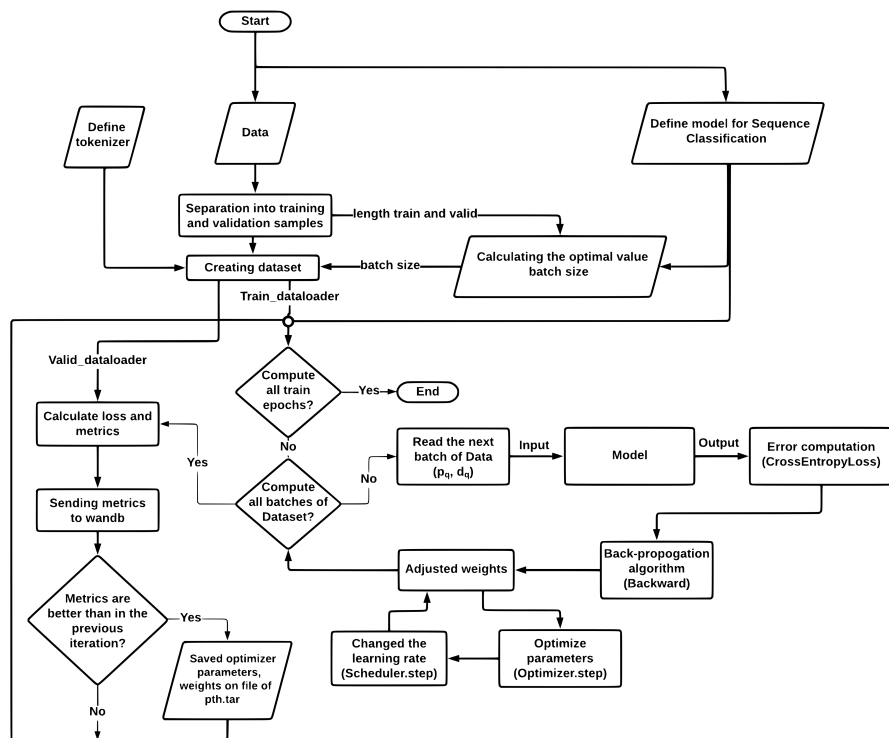 Start
Define
tokenizer
Data
Define model for Sequence
Classification
Separation into training
and validation samples
length train and valid
Creating dataset
batch size
Calculating the optimal value
batch size
Train_dataloader
Valid_dataloader
Compute
all train
epochs?
Yes
End
No
Calculate loss and
metrics
Yes
Compute
all batches of
Dataset?
No
Read the next
batch of Data
(pq, dq)
Input
Model
Output
Error computation
(CrossEntropyLoss)
Sending metrics
to wandb
Adjusted weights
Back-propogation
algorithm
(Backward)
Metrics are
better than in the
previous
iteration?
Yes
Saved optimizer
parameters,
weights on file of
pth.tar
Changed the
learning rate
(Scheduler.step)
Optimize
parameters
(Optimizer.step)
No